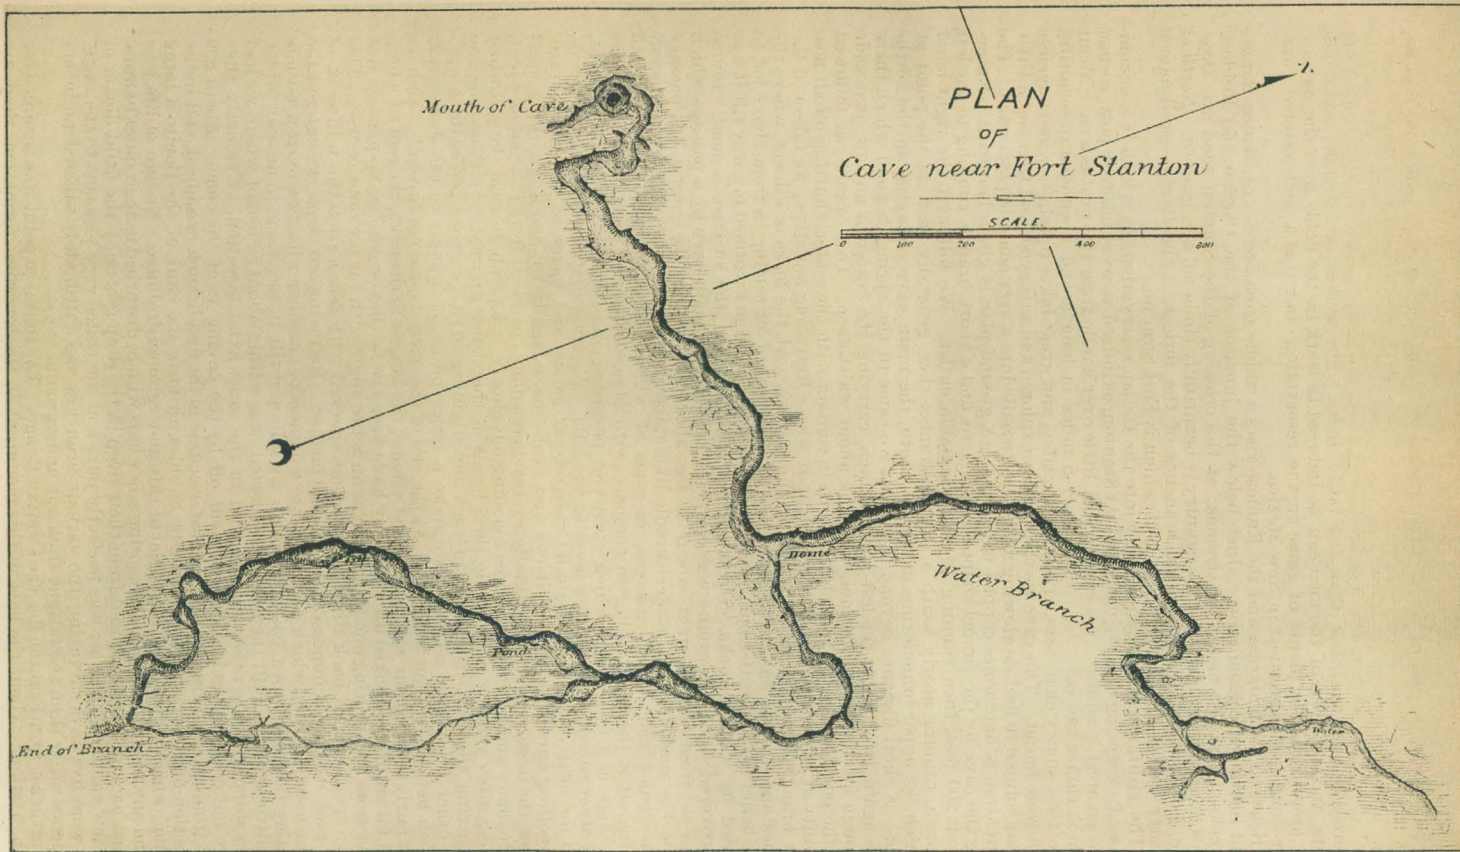 PLAN
OF
Cave near Fort Stanton
SCALE.
0 100 200 400 600
Mouth of Cave
Dome
Water Branch
Pond
Water
End of Branch